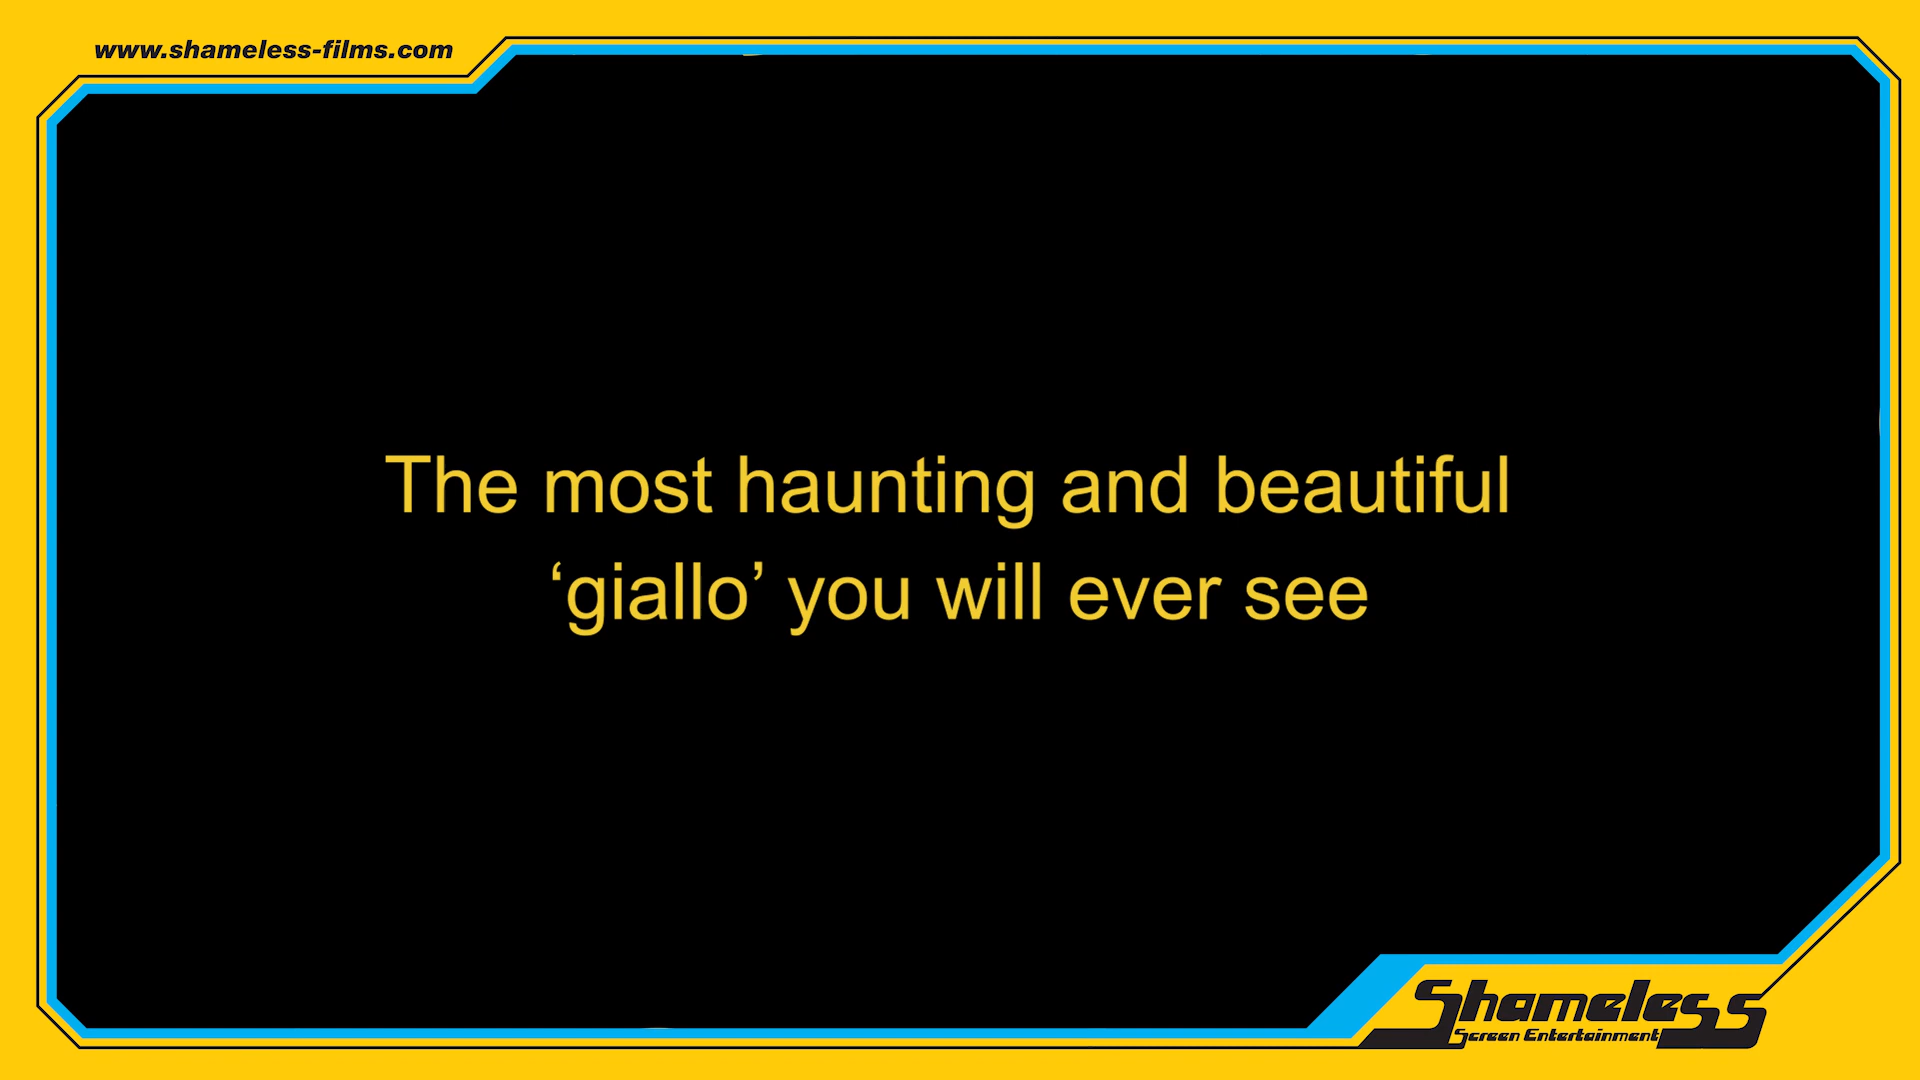 www.shameless-films.com
The most haunting and beautiful
‘giallo’ you will ever see
Shameless
Screen Entertainment